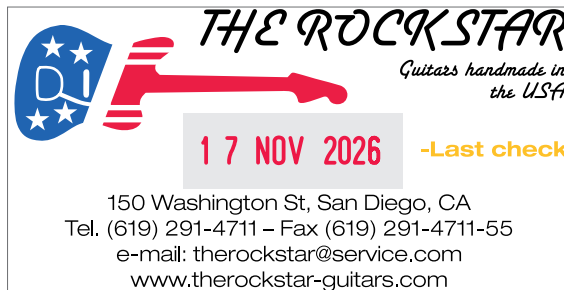 THE ROCKSTAR
Guitars handmade in
the USA
DJ
17 NOV 2026
-Last check
150 Washington St, San Diego, CA
Tel. (619) 291-4711 – Fax (619) 291-4711-55
e-mail: therockstar@service.com
www.therockstar-guitars.com